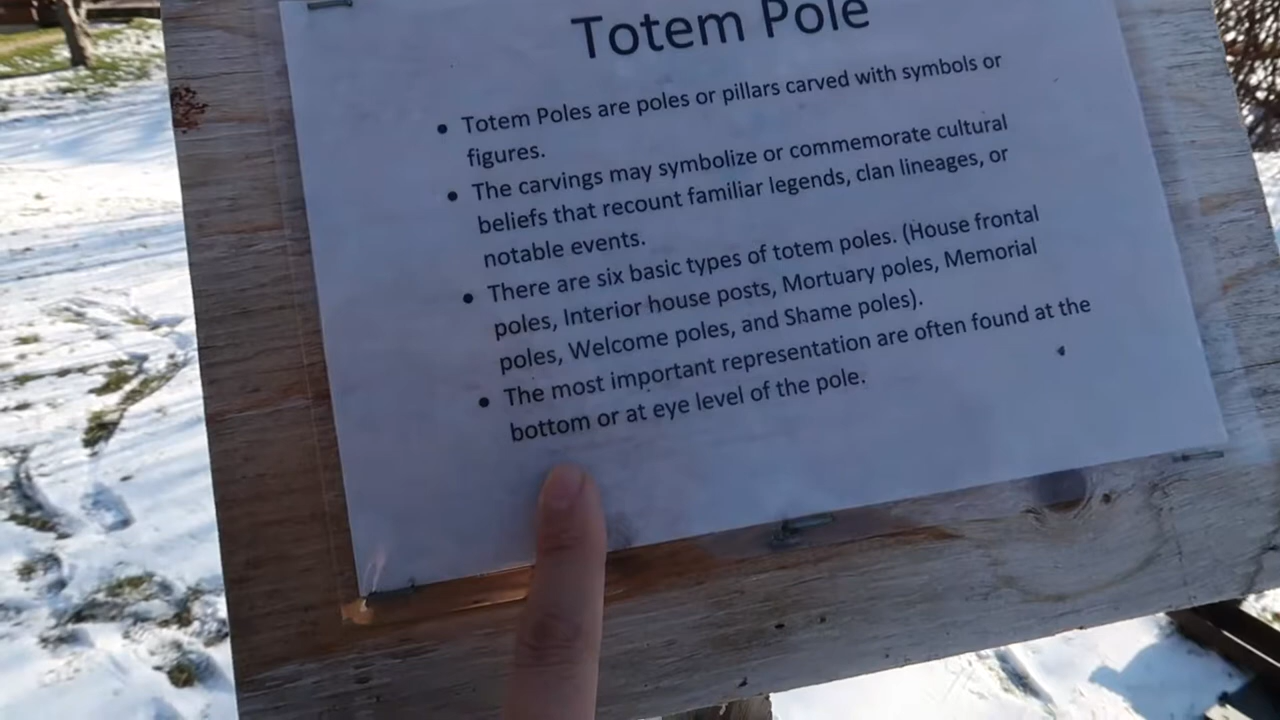 Totem Pole
• Totem Poles are poles or pillars carved with symbols or
figures.
• The carvings may symbolize or commemorate cultural
beliefs that recount familiar legends, clan lineages, or
notable events.
• There are six basic types of totem poles. (House frontal
poles, Interior house posts, Mortuary poles, Memorial
poles, Welcome poles, and Shame poles).
• The most important representation are often found at the
bottom or at eye level of the pole.